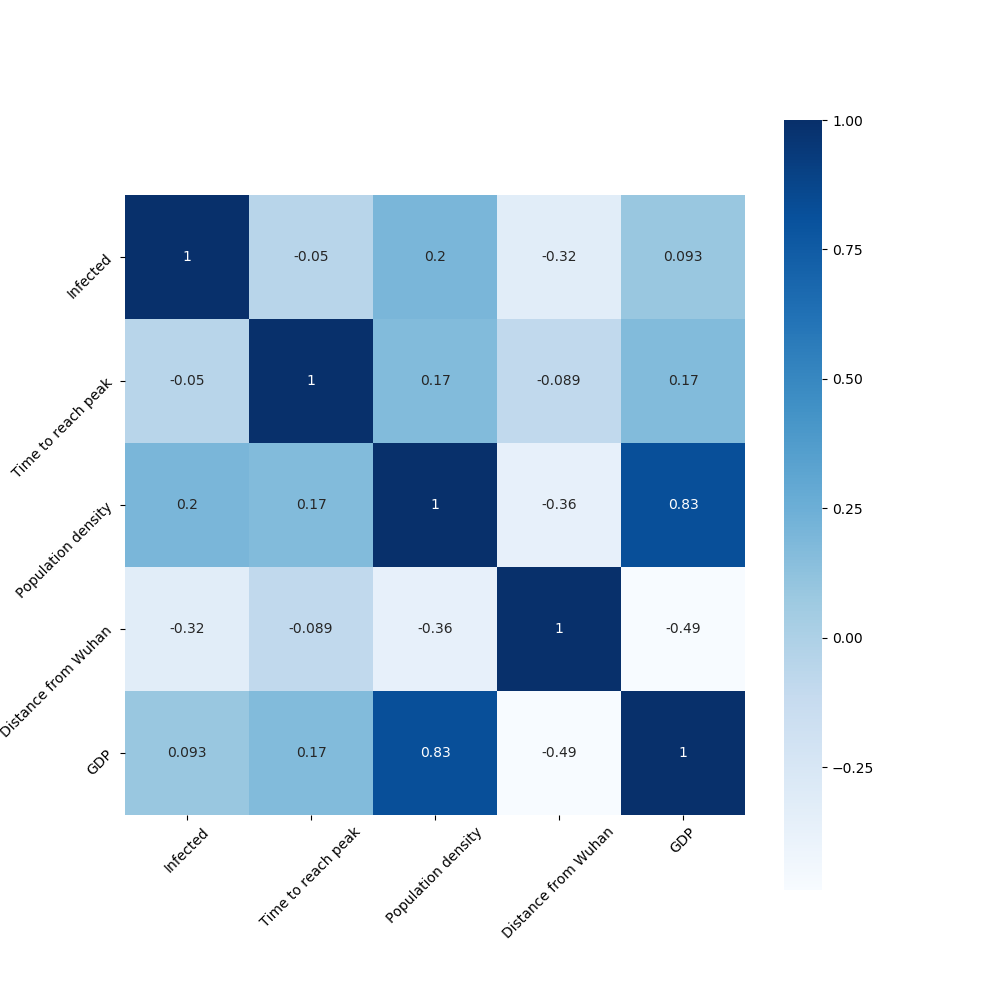 1.00
Infected 1 -0.05 0.2 -0.32 0.093
0.75
Time to reach peak -0.05 1 0.17 -0.089 0.17
0.50
Population density 0.2 0.17 1 -0.36 0.83
0.25
Distance from Wuhan -0.32 -0.089 -0.36 1 -0.49
0.00
GDP 0.093 0.17 0.83 -0.49 1
−0.25
Infected
Time to reach peak
Population density
Distance from Wuhan
GDP